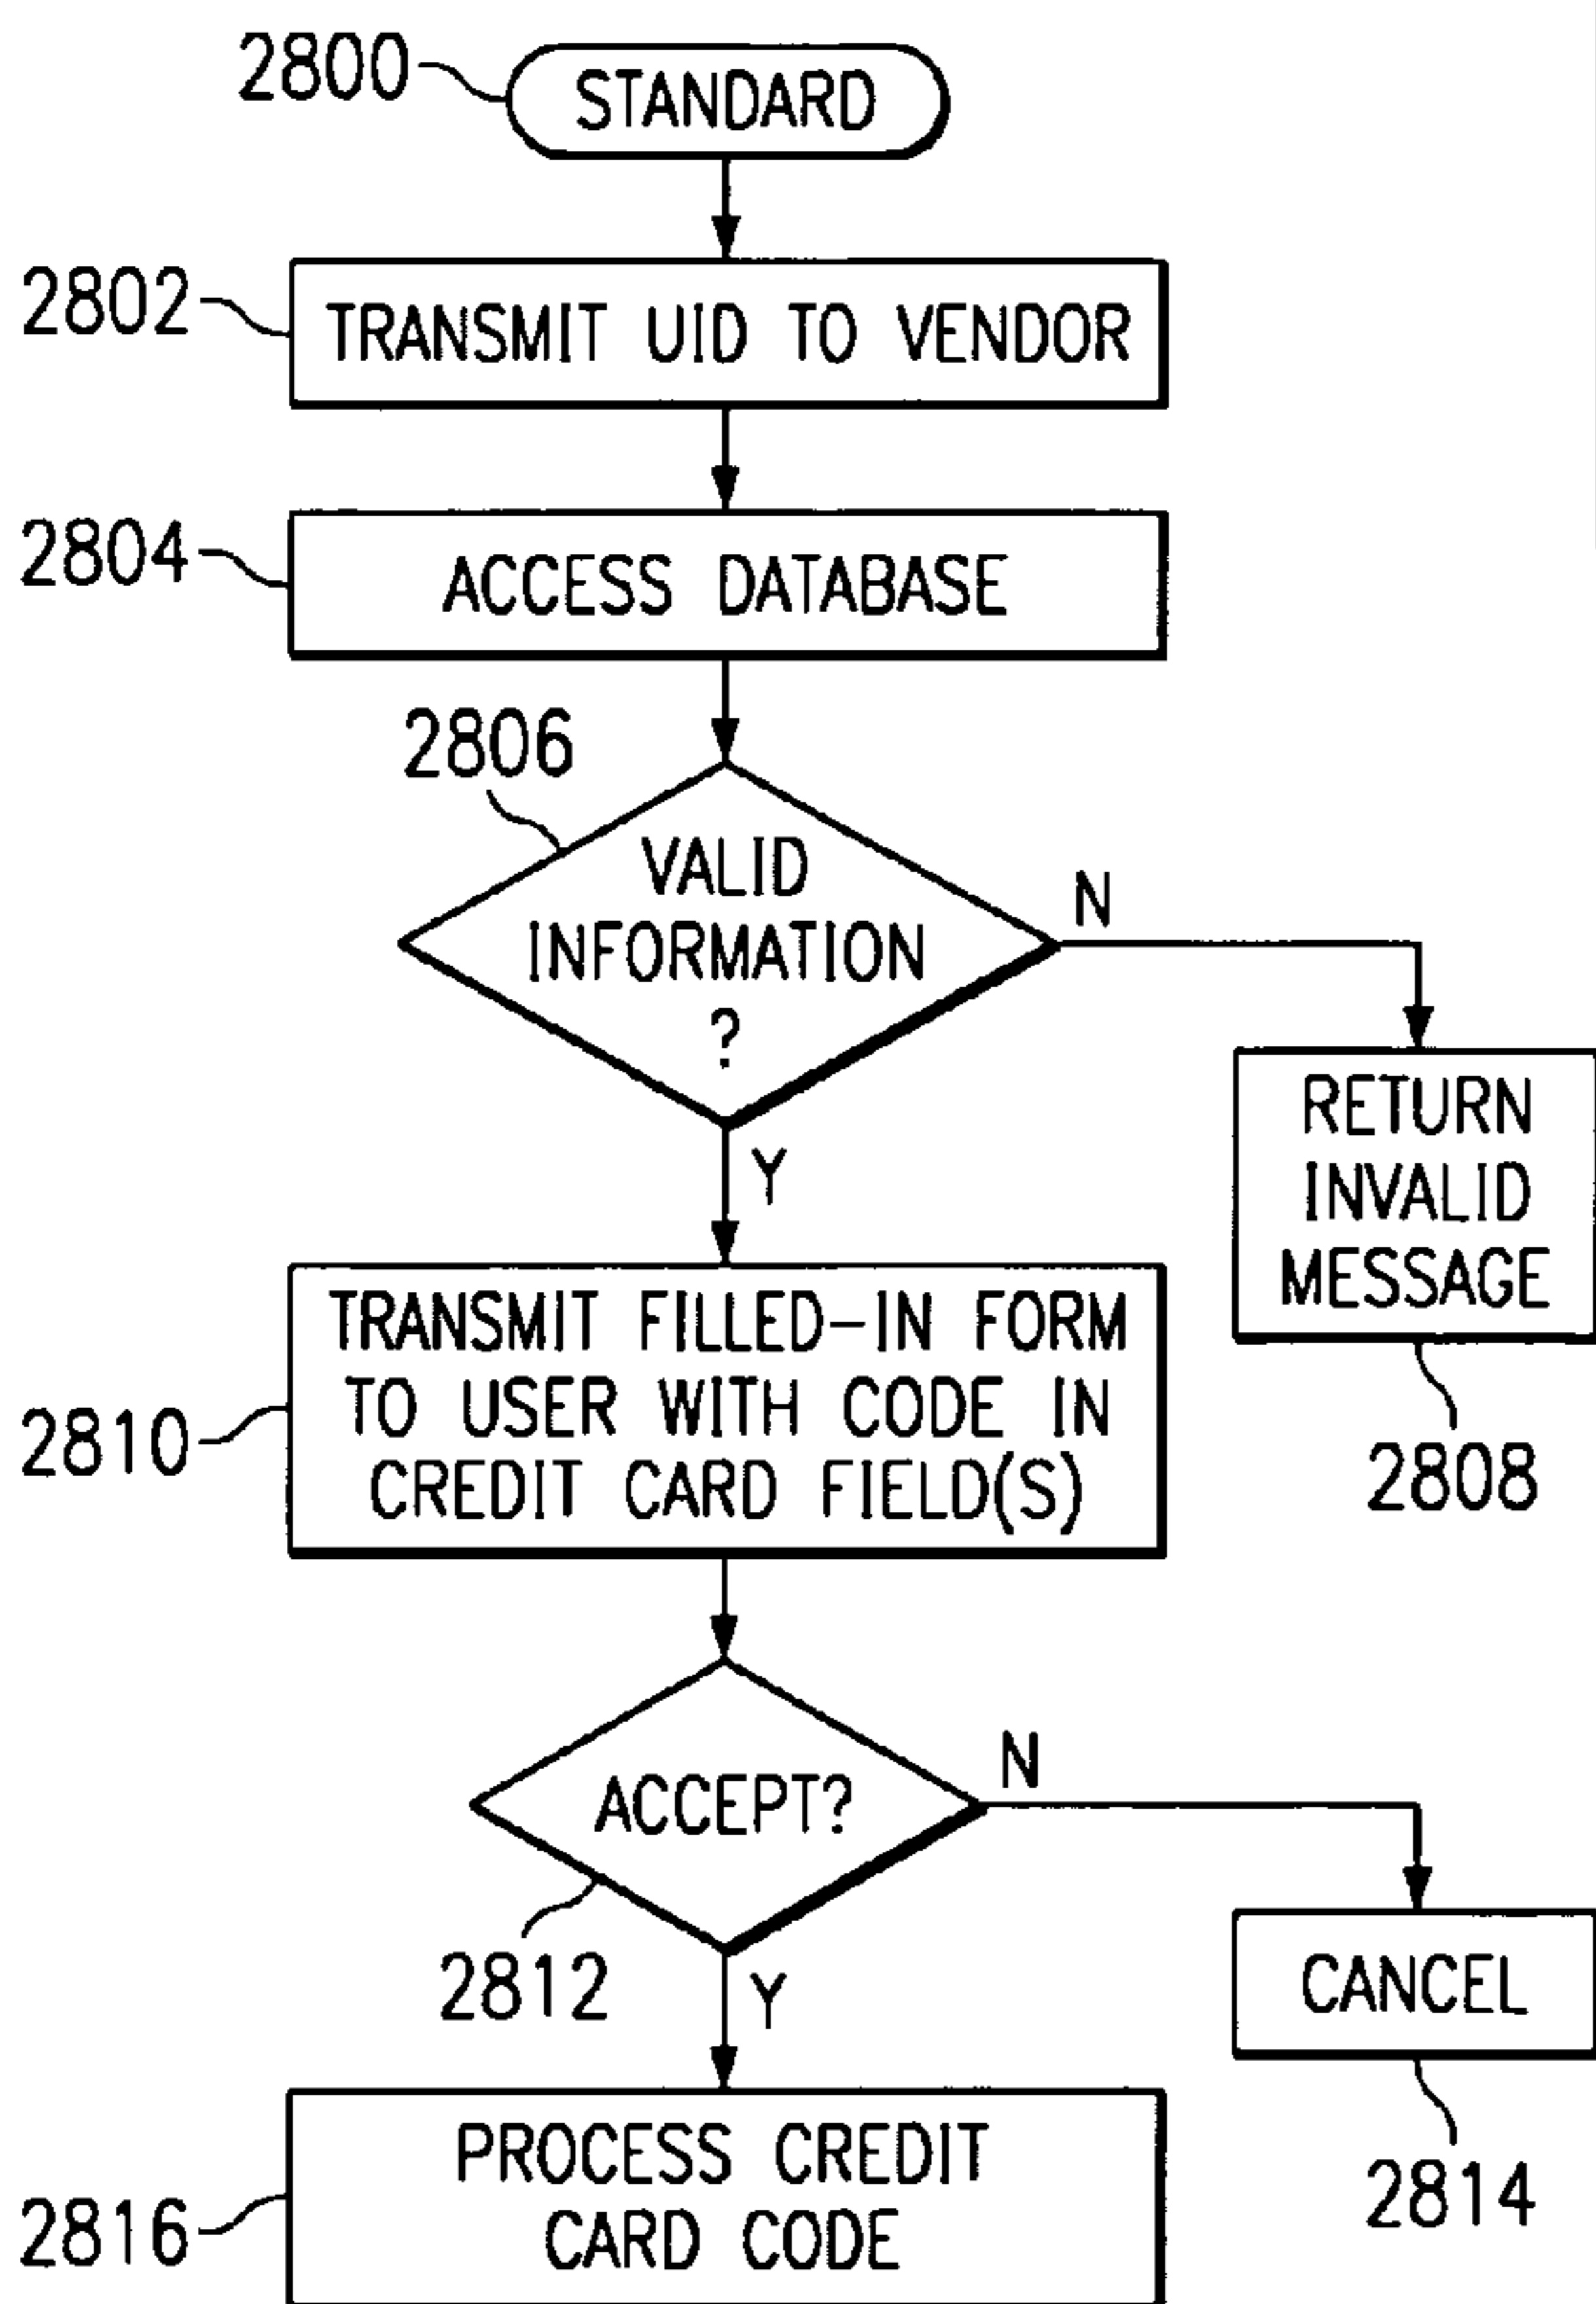 2800
STANDARD
2802
TRANSMIT UID TO VENDOR
2804
ACCESS DATABASE
2806
VALID
INFORMATION
?
N
Y
RETURN
INVALID
MESSAGE
2808
2810
TRANSMIT FILLED-IN FORM
TO USER WITH CODE IN
CREDIT CARD FIELD(S)
ACCEPT?
N
2812
Y
CANCEL
2814
2816
PROCESS CREDIT
CARD CODE